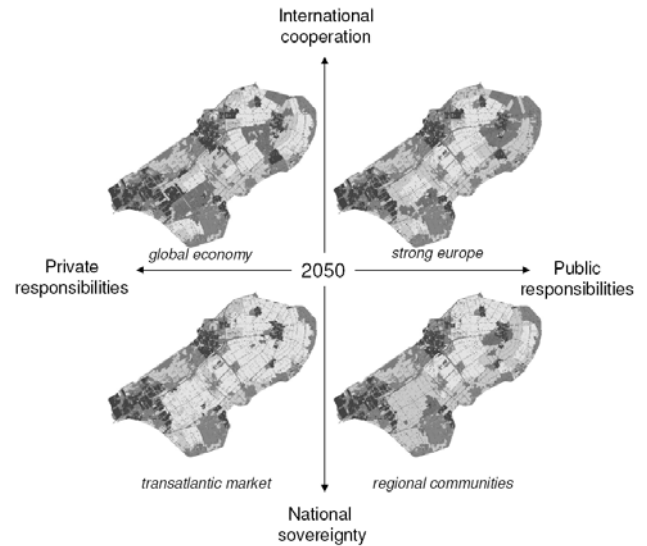 International
cooperation
global economy
strong europe
Private
responsibilities
2050
Public
responsibilities
transatlantic market
regional communities
National
sovereignty